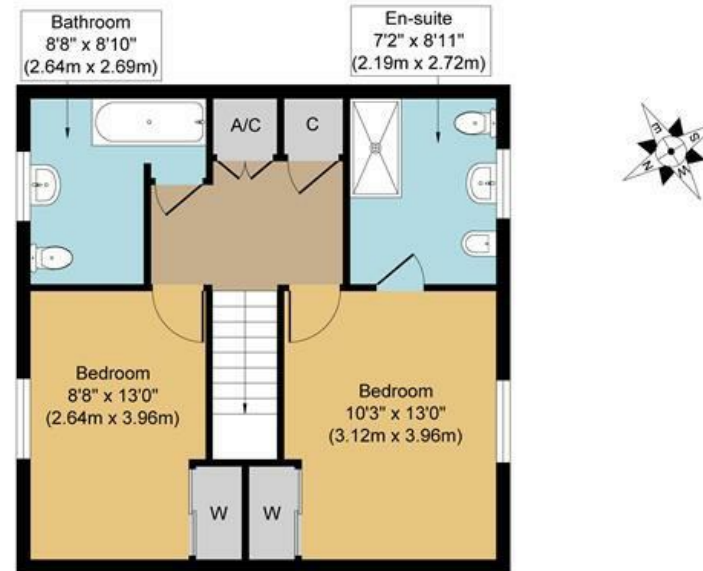 Bathroom
8'8" x 8'10"
(2.64m x 2.69m)
En-suite
7'2" x 8'11"
(2.19m x 2.72m)
A/C
C
E
S
N
W
Bedroom
8'8" x 13'0"
(2.64m x 3.96m)
Bedroom
10'3" x 13'0"
(3.12m x 3.96m)
W
W